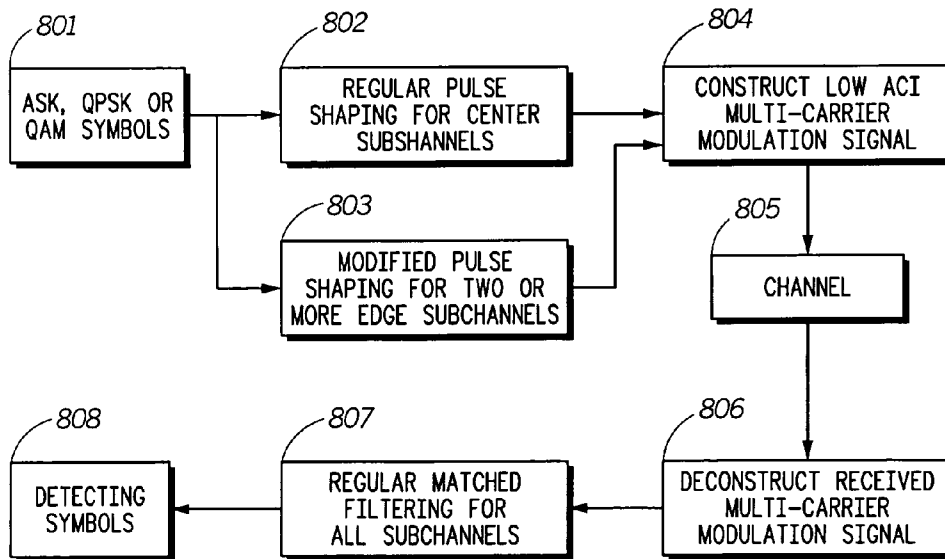 801
ASK, QPSK OR
QAM SYMBOLS
802
REGULAR PULSE
SHAPING FOR CENTER
SUBSHANNELS
803
MODIFIED PULSE
SHAPING FOR TWO OR
MORE EDGE SUBCHANNELS
804
CONSTRUCT LOW ACI
MULTI-CARRIER
MODULATION SIGNAL
805
CHANNEL
806
DECONSTRUCT RECEIVED
MULTI-CARRIER
MODULATION SIGNAL
807
REGULAR MATCHED
FILTERING FOR
ALL SUBCHANNELS
808
DETECTING
SYMBOLS